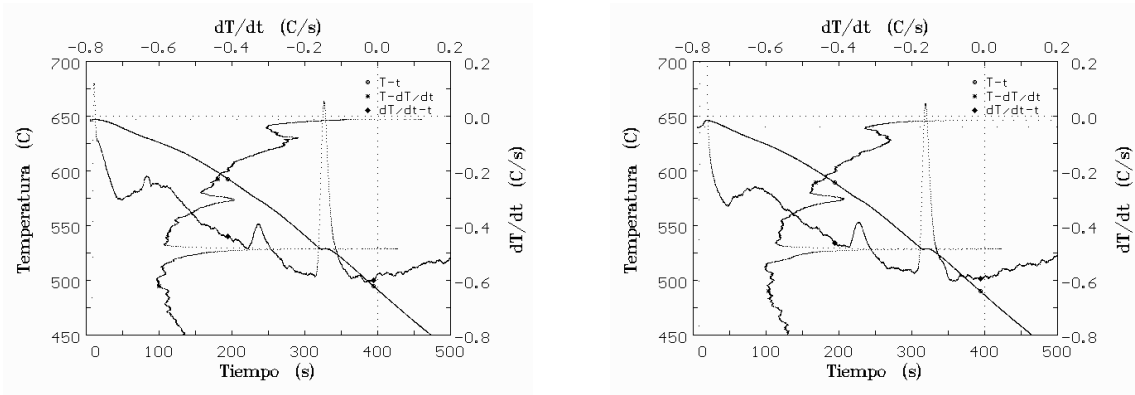 dT/dt (C/s)
-0.8 -0.6 -0.4 -0.2 -0.0 0.2
700 650 600 550 500 450
Temperatura (C)
T-t
T-dT/dt
dT/dt-t
0.2 -0.0 -0.2 -0.4 -0.6 -0.8
dT/dt (C/s)
0 100 200 300 400 500
Tiempo (s)
dT/dt (C/s)
-0.8 -0.6 -0.4 -0.2 -0.0 0.2
700 650 600 550 500 450
Temperatura (C)
T-t
T-dT/dt
dT/dt-t
0.2 -0.0 -0.2 -0.4 -0.6 -0.8
dT/dt (C/s)
0 100 200 300 400 500
Tiempo (s)